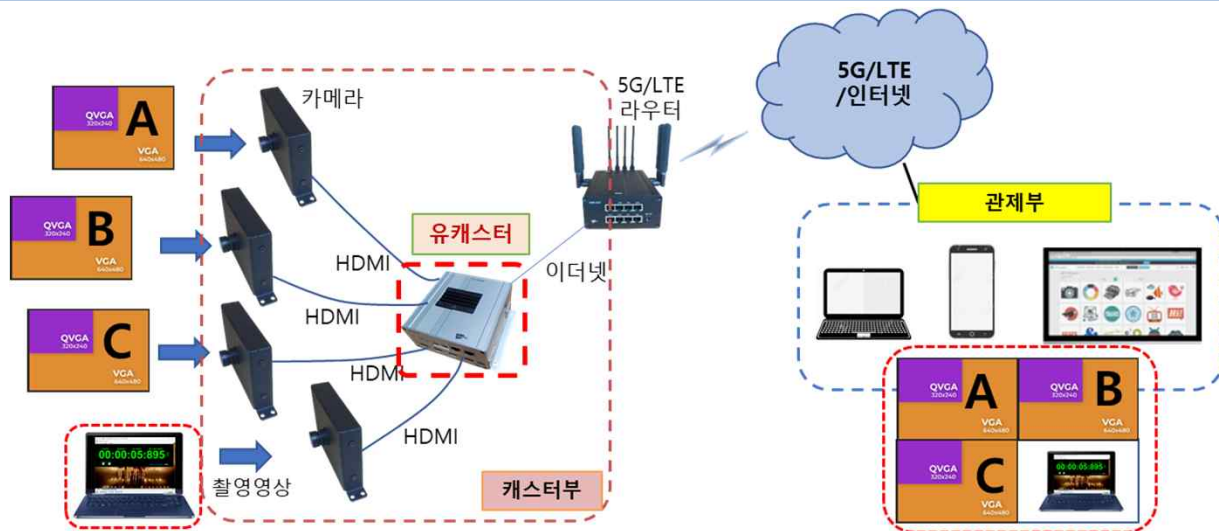 카메라
5G/LTE
라우터
5G/LTE
/인터넷
QVGA
320x240
A
VGA
640x480
관제부
QVGA
320x240
B
VGA
640x480
유캐스터
HDMI
이더넷
HDMI
QVGA
320x240
C
VGA
640x480
HDMI
HDMI
00:00:05:895
촬영영상
캐스터부
QVGA
320x240
A
VGA
640x480
QVGA
320x240
B
VGA
640x480
QVGA
320x240
C
VGA
640x480
00:00:05:895